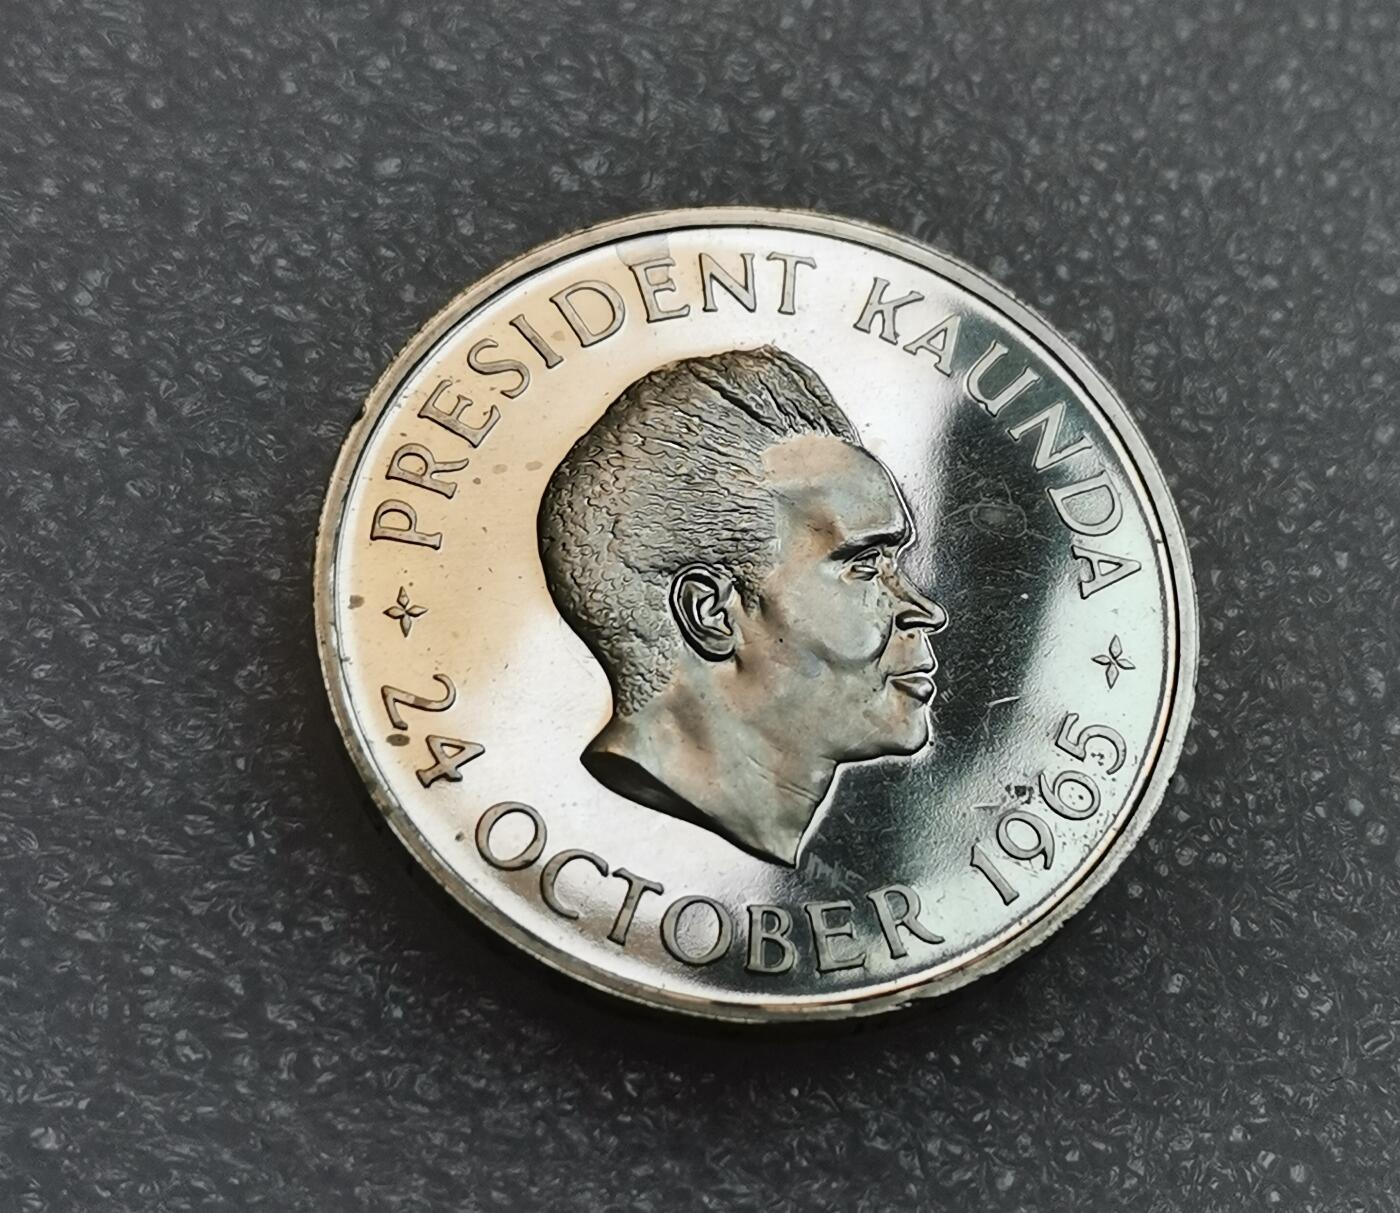 PRESIDENT KAUNDA
24 OCTOBER 1965